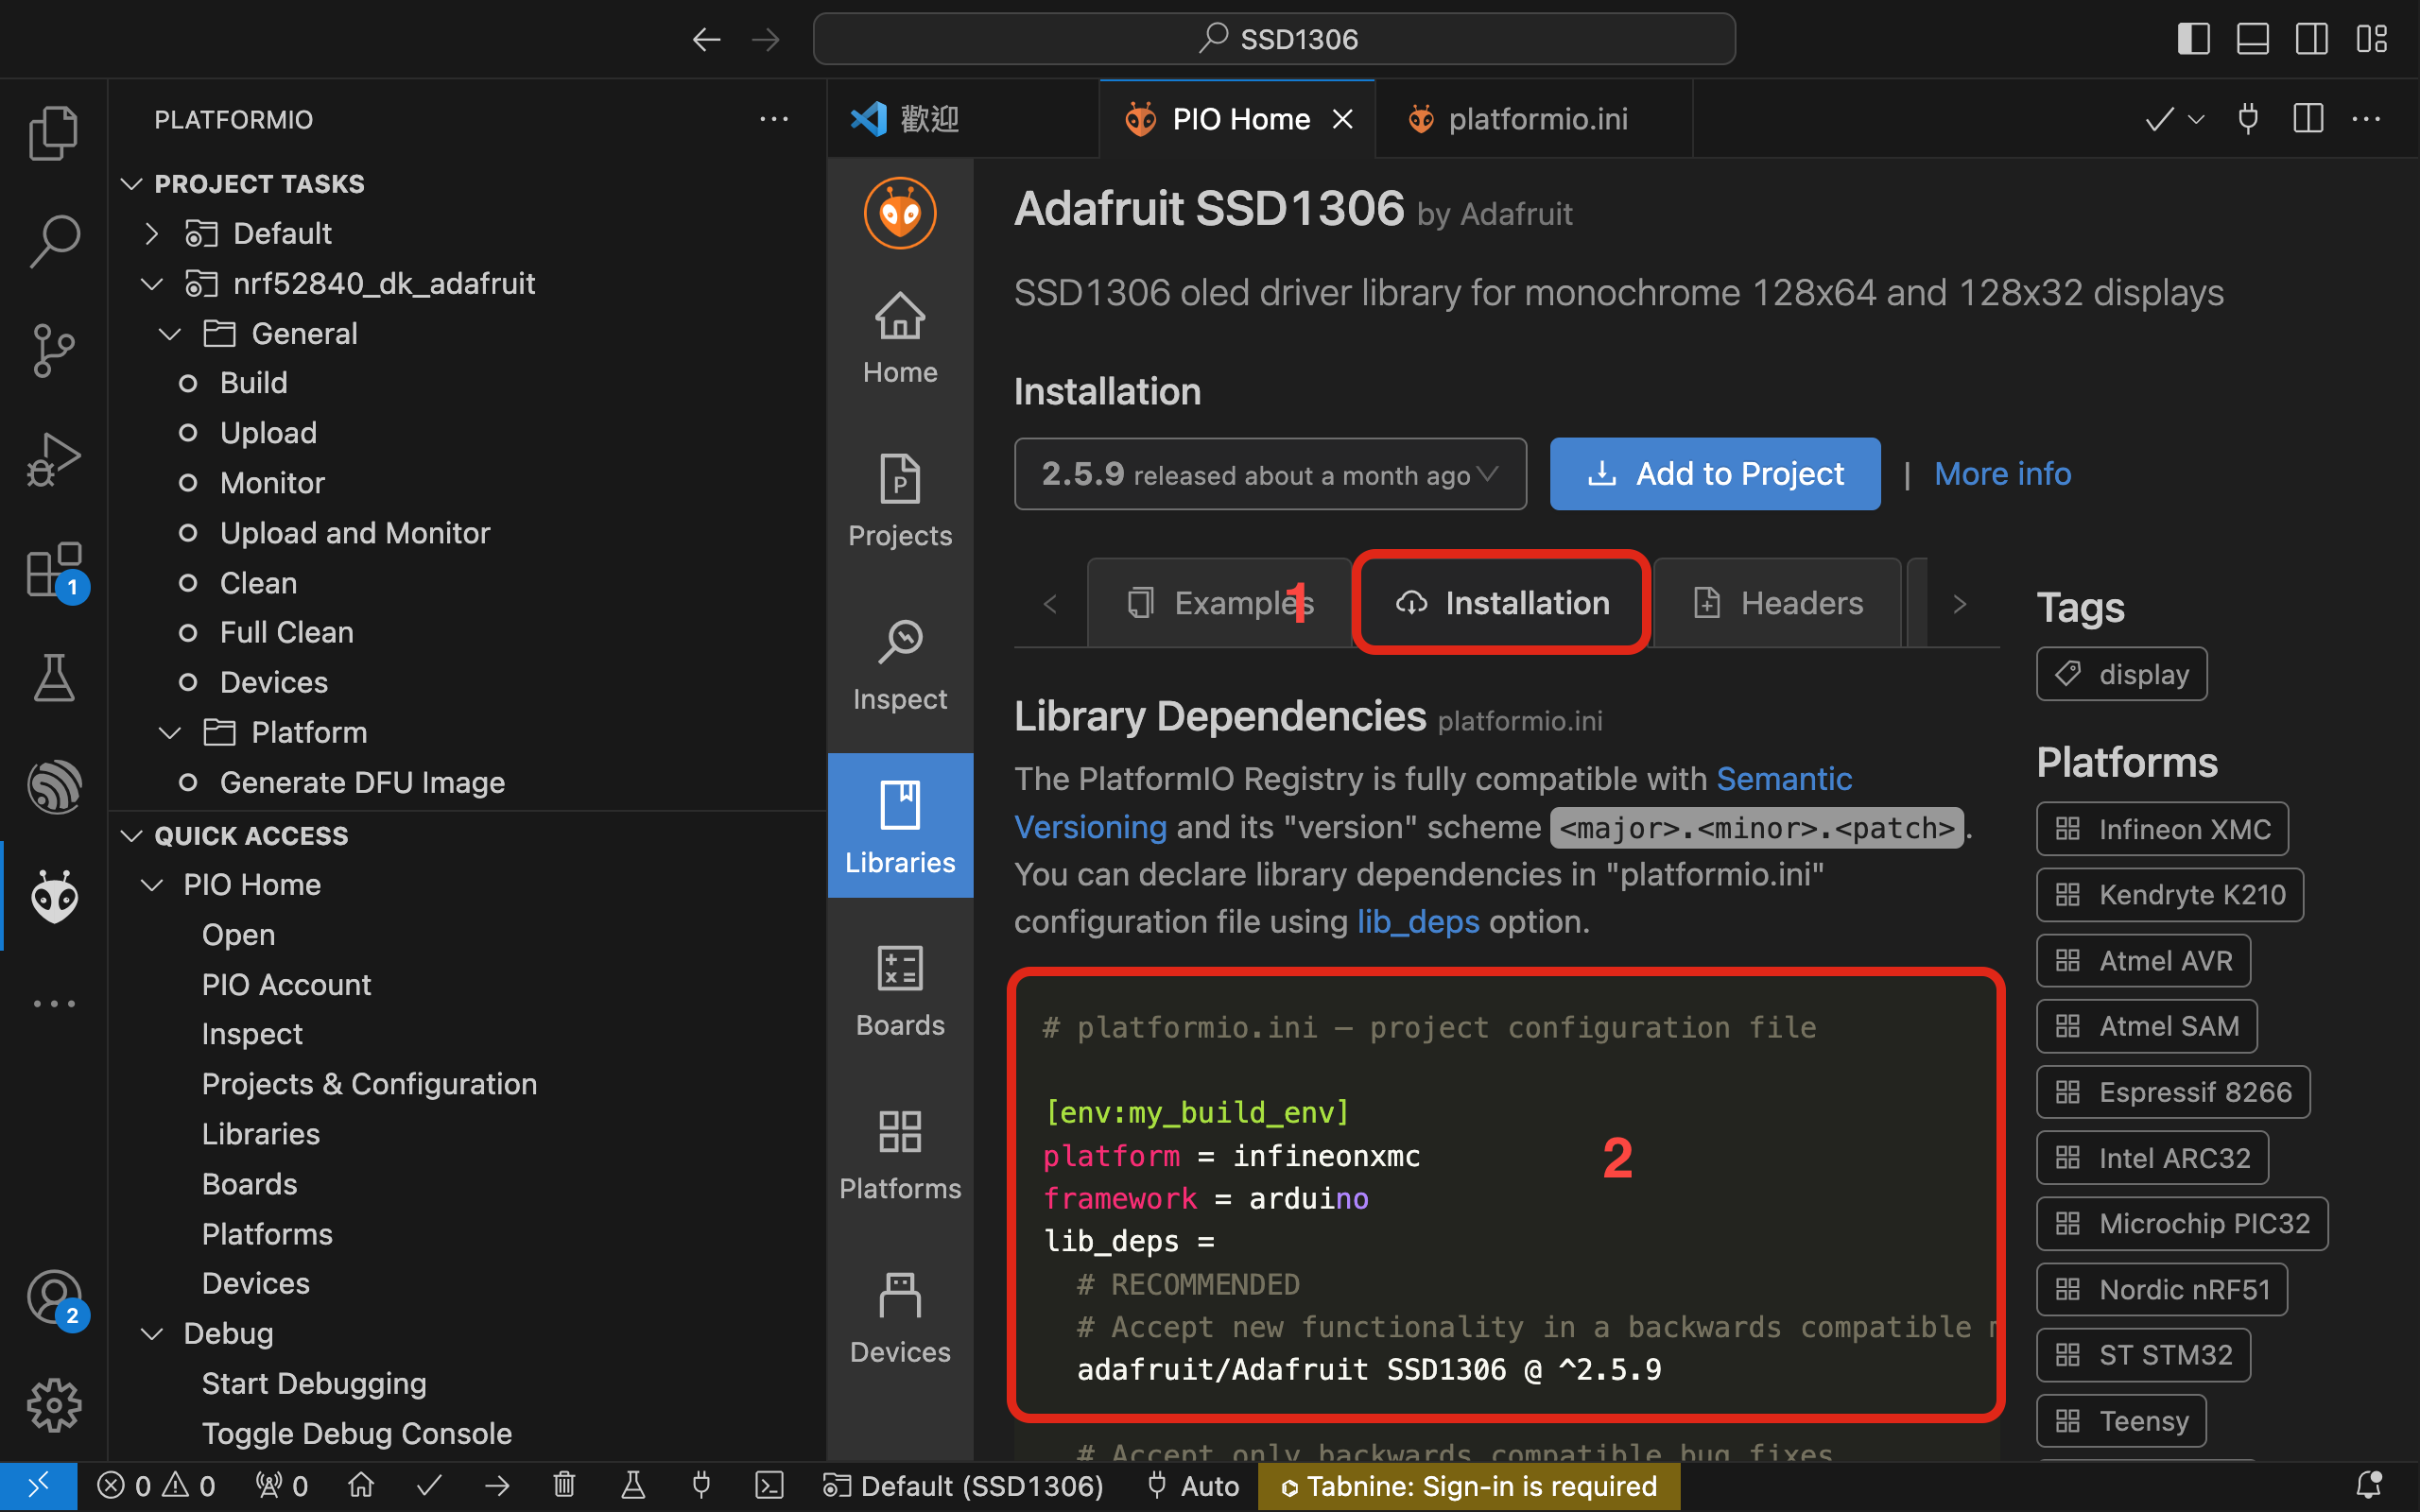 SSD1306
PLATFORMIO
PROJECT TASKS
Default
nrf52840_dk_adafruit
General
Build
Upload
Monitor
Upload and Monitor
Clean
Full Clean
Devices
Platform
Generate DFU Image
QUICK ACCESS
PIO Home
Open
PIO Account
Inspect
Projects & Configuration
Libraries
Boards
Platforms
Devices
Debug
Start Debugging
Toggle Debug Console
1
2
歡迎
PIO Home
platformio.ini
Home
Projects
Inspect
Libraries
Boards
Platforms
Devices
Adafruit SSD1306 by Adafruit
SSD1306 oled driver library for monochrome 128x64 and 128x32 displays
Installation
2.5.9 released about a month ago
Add to Project | More info
Examples
1
Installation
Headers
Library Dependencies platformio.ini
The PlatformIO Registry is fully compatible with Semantic
Versioning and its "version" scheme <major>.<minor>.<patch>.
You can declare library dependencies in "platformio.ini"
configuration file using lib_deps option.
# platformio.ini – project configuration file
[env:my_build_env]
platform = infineonxmc
2
framework = arduino
lib_deps =
# RECOMMENDED
# Accept new functionality in a backwards compatible
adafruit/Adafruit SSD1306 @ ^2.5.9
# Accept only backwards compatible bug fixes
Tags
display
Platforms
Infineon XMC
Kendryte K210
Atmel AVR
Atmel SAM
Espressif 8266
Intel ARC32
Microchip PIC32
Nordic nRF51
ST STM32
Teensy
0 0 0 Default (SSD1306) Auto Tabnine: Sign-in is required